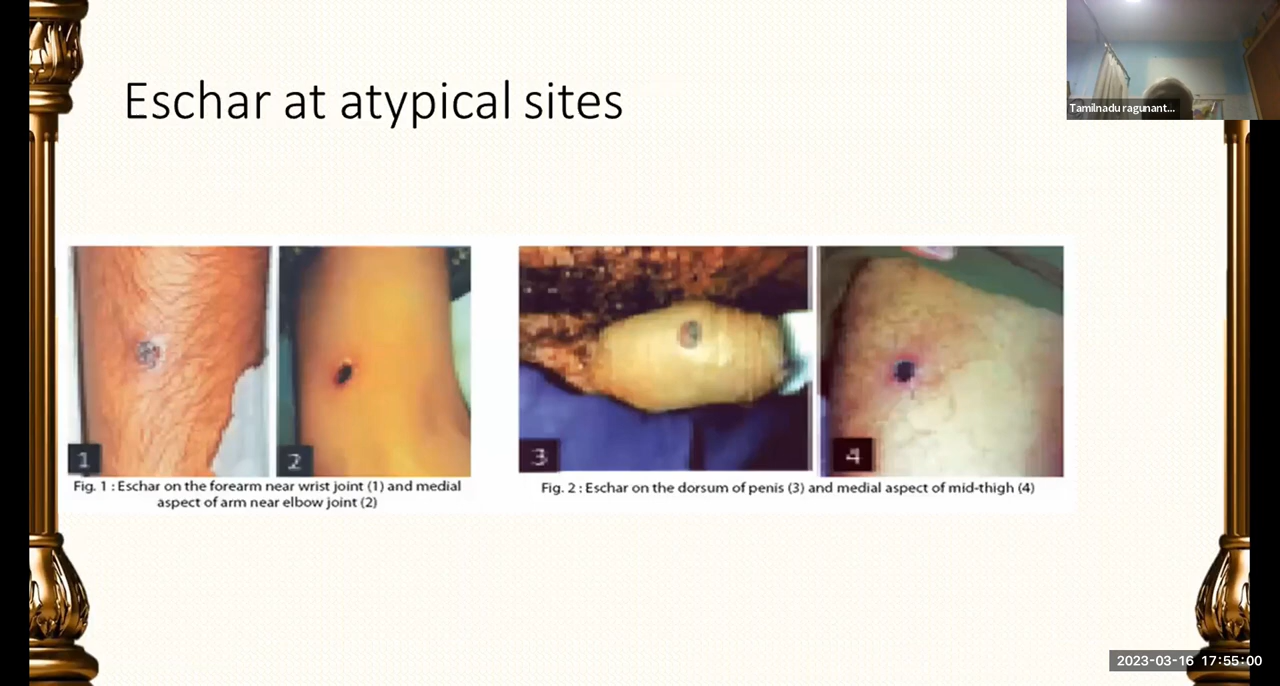 Eschar at atypical sites
Tamilnadu ragunant...
1
2
3
4
Fig. 1 : Eschar on the forearm near wrist joint (1) and medial
aspect of arm near elbow joint (2)
Fig. 2 : Eschar on the dorsum of penis (3) and medial aspect of mid-thigh (4)
2023-03-16 17:55:00